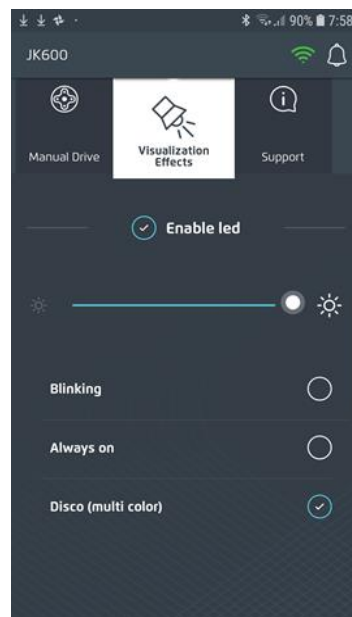 90% 7:58
JK600
Manual Drive
Visualization
Effects
Support
Enable led
Blinking
Always on
Disco (multi color)